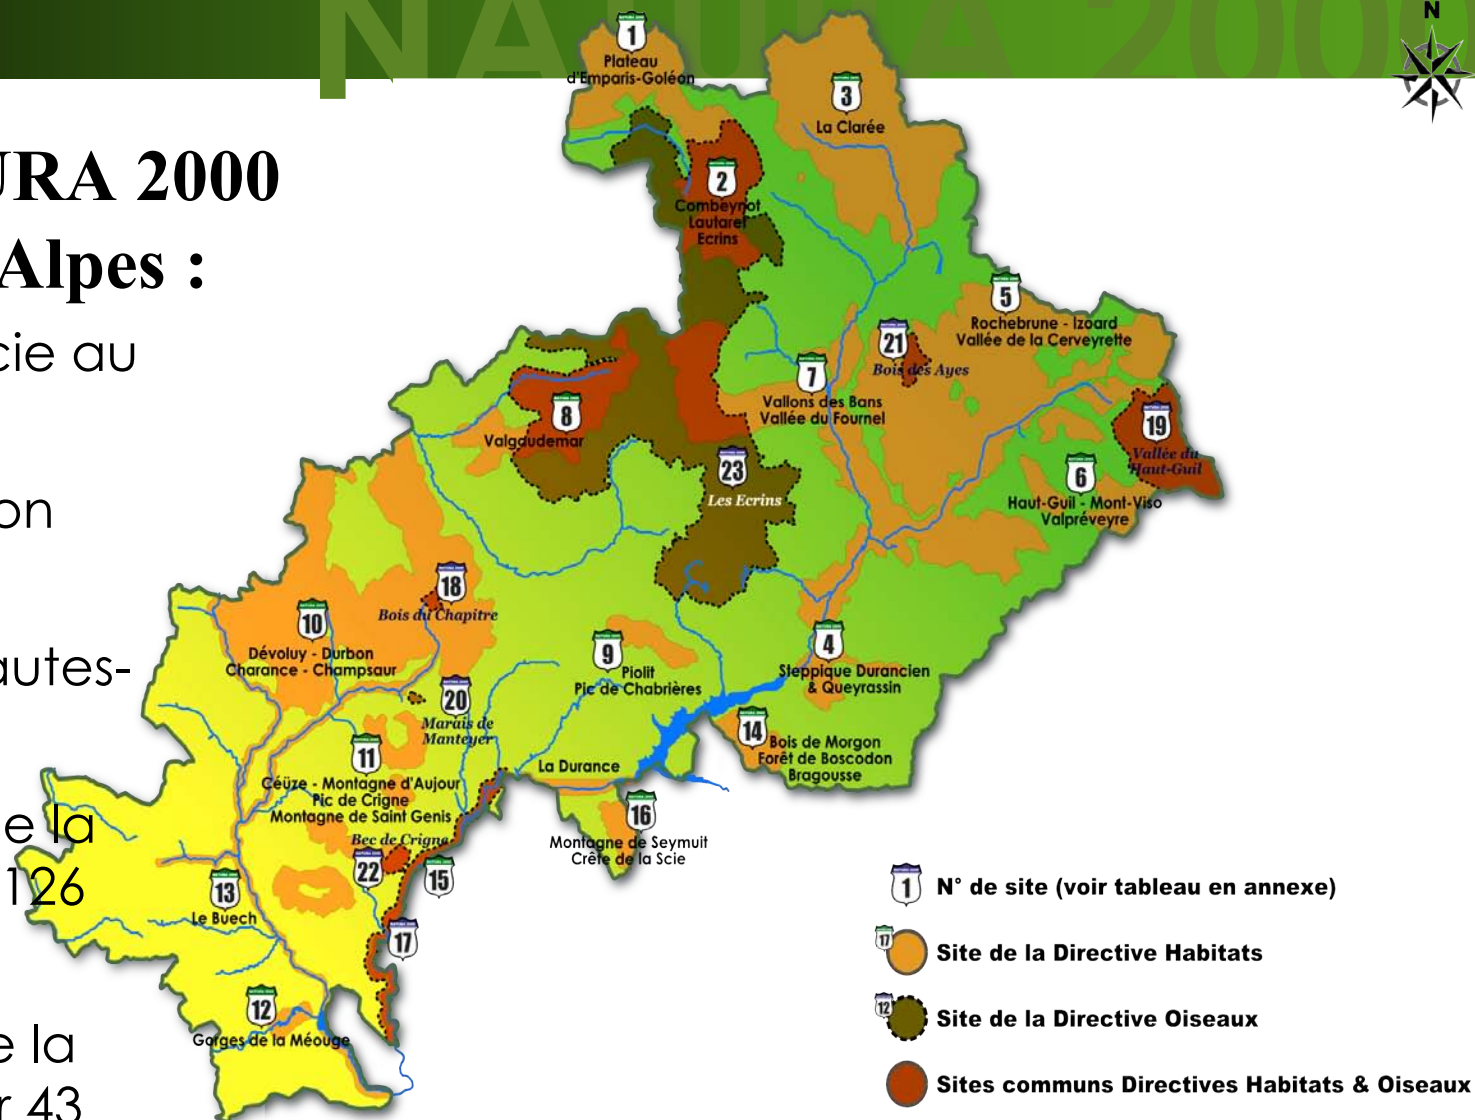 NATURA 2000
N
URA 2000
Alpes :
cie au
on
autes-
e la
126
e la
r 43
1
Plateau
d'Emparis-Goléon
3
La Clarée
2
Combeynot
Lautaret
Ecrins
5
Rochebrune - Izoard
Vallée de la Cerveyrette
21
Bois des Ayes
7
Vallons des Bans
Vallée du Fournel
8
Valgaudemar
19
Vallée du
Haut-Guil
23
Les Ecrins
6
Haut-Guil - Mont-Viso
Valpréveyre
18
Bois du Chapitre
10
Dévoluy - Durbon
Charance - Champsaur
9
Piolit
Pic de Chabrières
4
Steppique Durancien
& Queyrassin
20
Marais de
Manteyer
14
Bois de Morgon
Forêt de Boscodon
Bragousse
11
Céüze - Montagne d'Aujour
Pic de Crigne
Montagne de Saint Genis
La Durance
16
Montagne de Seymuit
Crête de la Scie
Bec de Crigne
22
15
13
Le Buech
17
12
Gorges de la Méouge
1 N° de site (voir tableau en annexe)
17 Site de la Directive Habitats
12 Site de la Directive Oiseaux
Sites communs Directives Habitats & Oiseaux